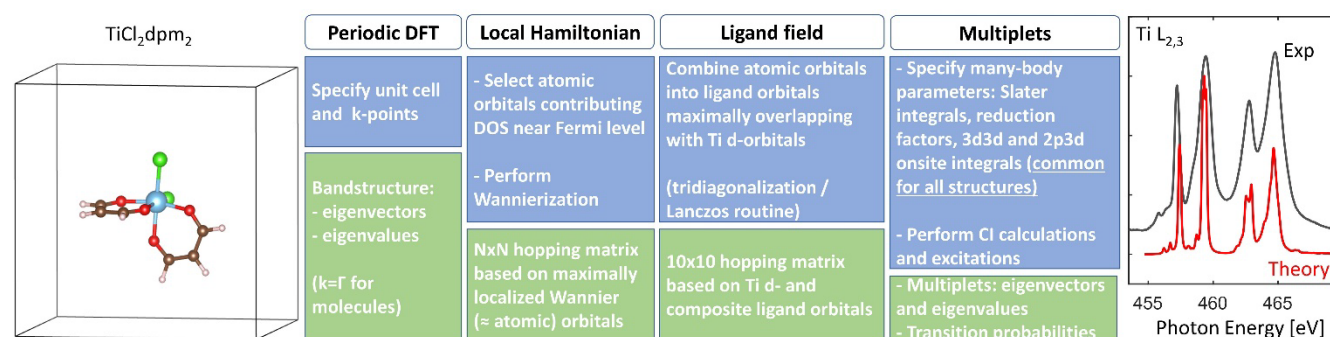 TiCl2dpm2
Periodic DFT
Specify unit cell
and k-points
Bandstructure:
- eigenvectors
- eigenvalues
(k=Γ for
molecules)
Local Hamiltonian
- Select atomic
orbitals contributing
DOS near Fermi level
- Perform
Wannierization
NxN hopping matrix
based on maximally
localized Wannier
(≈ atomic) orbitals
Ligand field
Combine atomic orbitals
into ligand orbitals
maximally overlapping
with Ti d-orbitals
(tridiagonalization /
Lanczos routine)
10x10 hopping matrix
based on Ti d- and
composite ligand orbitals
Multiplets
- Specify many-body
parameters: Slater
integrals, reduction
factors, 3d3d and 2p3d
onsite integrals (common
for all structures)
- Perform CI calculations
and excitations
- Multiplets: eigenvectors
and eigenvalues
- Transition probabilities
Ti L2,3
Exp
Theory
455 460 465
Photon Energy [eV]